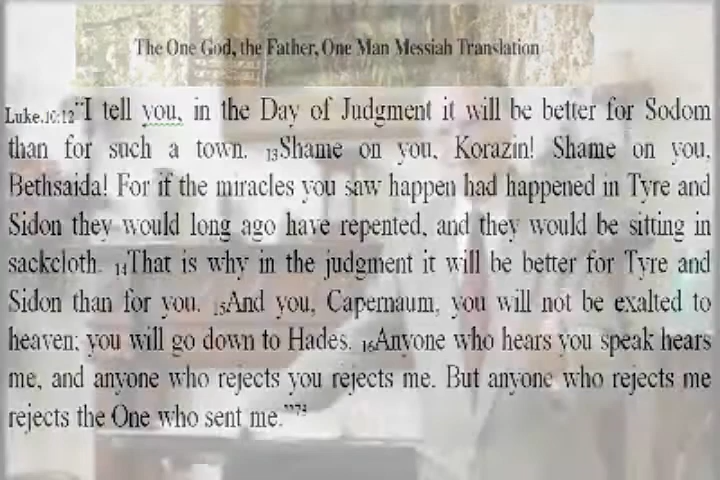 The One God, the Father, One Man Messiah Translation
Luke.10:12"I tell you, in the Day of Judgment it will be better for Sodom
than for such a town. 13Shame on you, Korazin! Shame on you,
Bethsaida! For if the miracles you saw happen had happened in Tyre and
Sidon they would long ago have repented, and they would be sitting in
sackcloth. 14That is why in the judgment it will be better for Tyre and
Sidon than for you. 15And you, Capernaum, you will not be exalted to
heaven; you will go down to Hades. 16Anyone who hears you speak hears
me, and anyone who rejects you rejects me. But anyone who rejects me
rejects the One who sent me."73